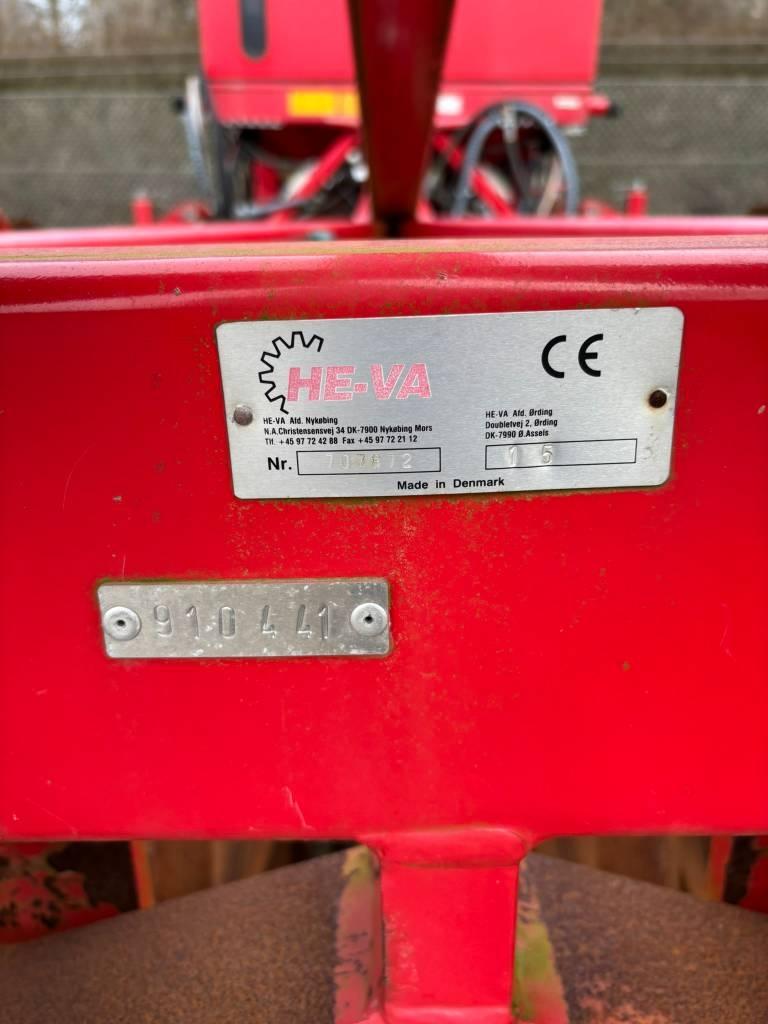 HE-VA
CE
HE-VA Afd. Nykøbing
N.A. Christensensvej 34 DK-7900 Nykøbing Mors
Tlf. +45 97 72 42 88 Fax +45 97 72 21 12
HE-VA Afd. Ørding
Doubletvej 2, Ørding
DK-7990 Ø.Assels
Nr.
1 5
Made in Denmark
910441